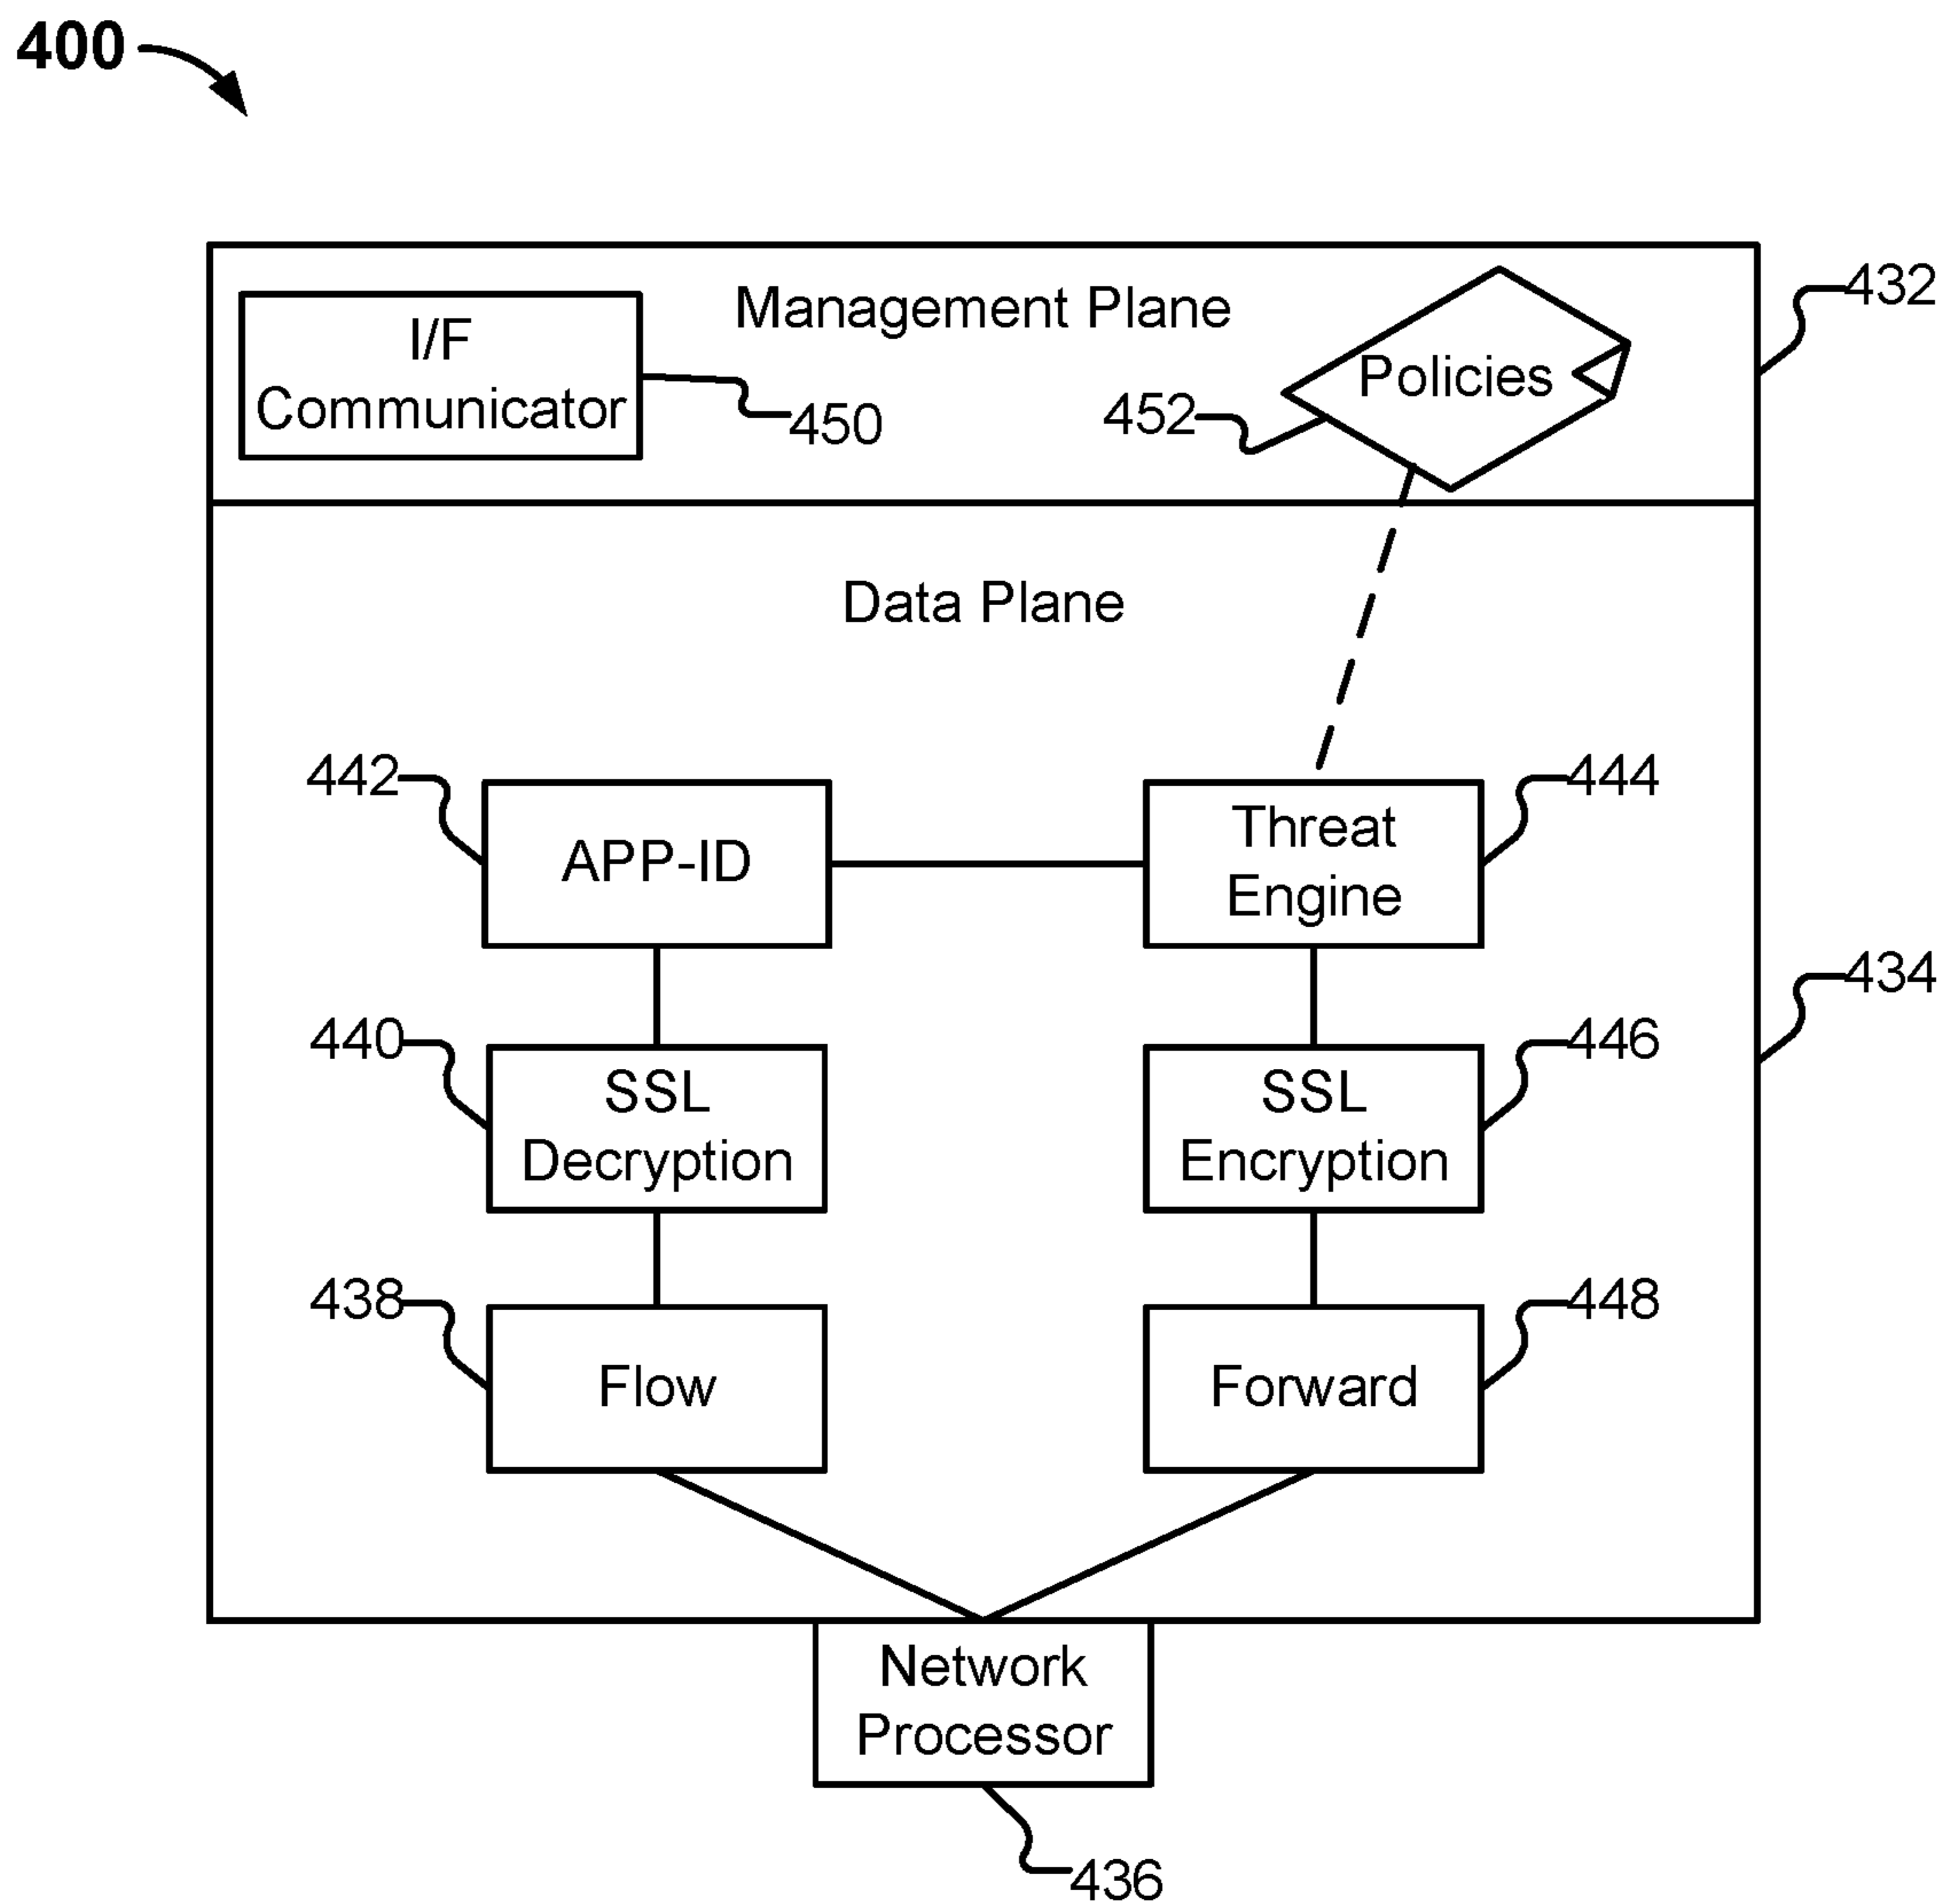 400
Management Plane
432
I/F
Communicator
450
Policies
452
Data Plane
442
APP-ID
Threat
Engine
444
434
440
SSL
Decryption
SSL
Encryption
446
438
Flow
Forward
448
Network
Processor
436